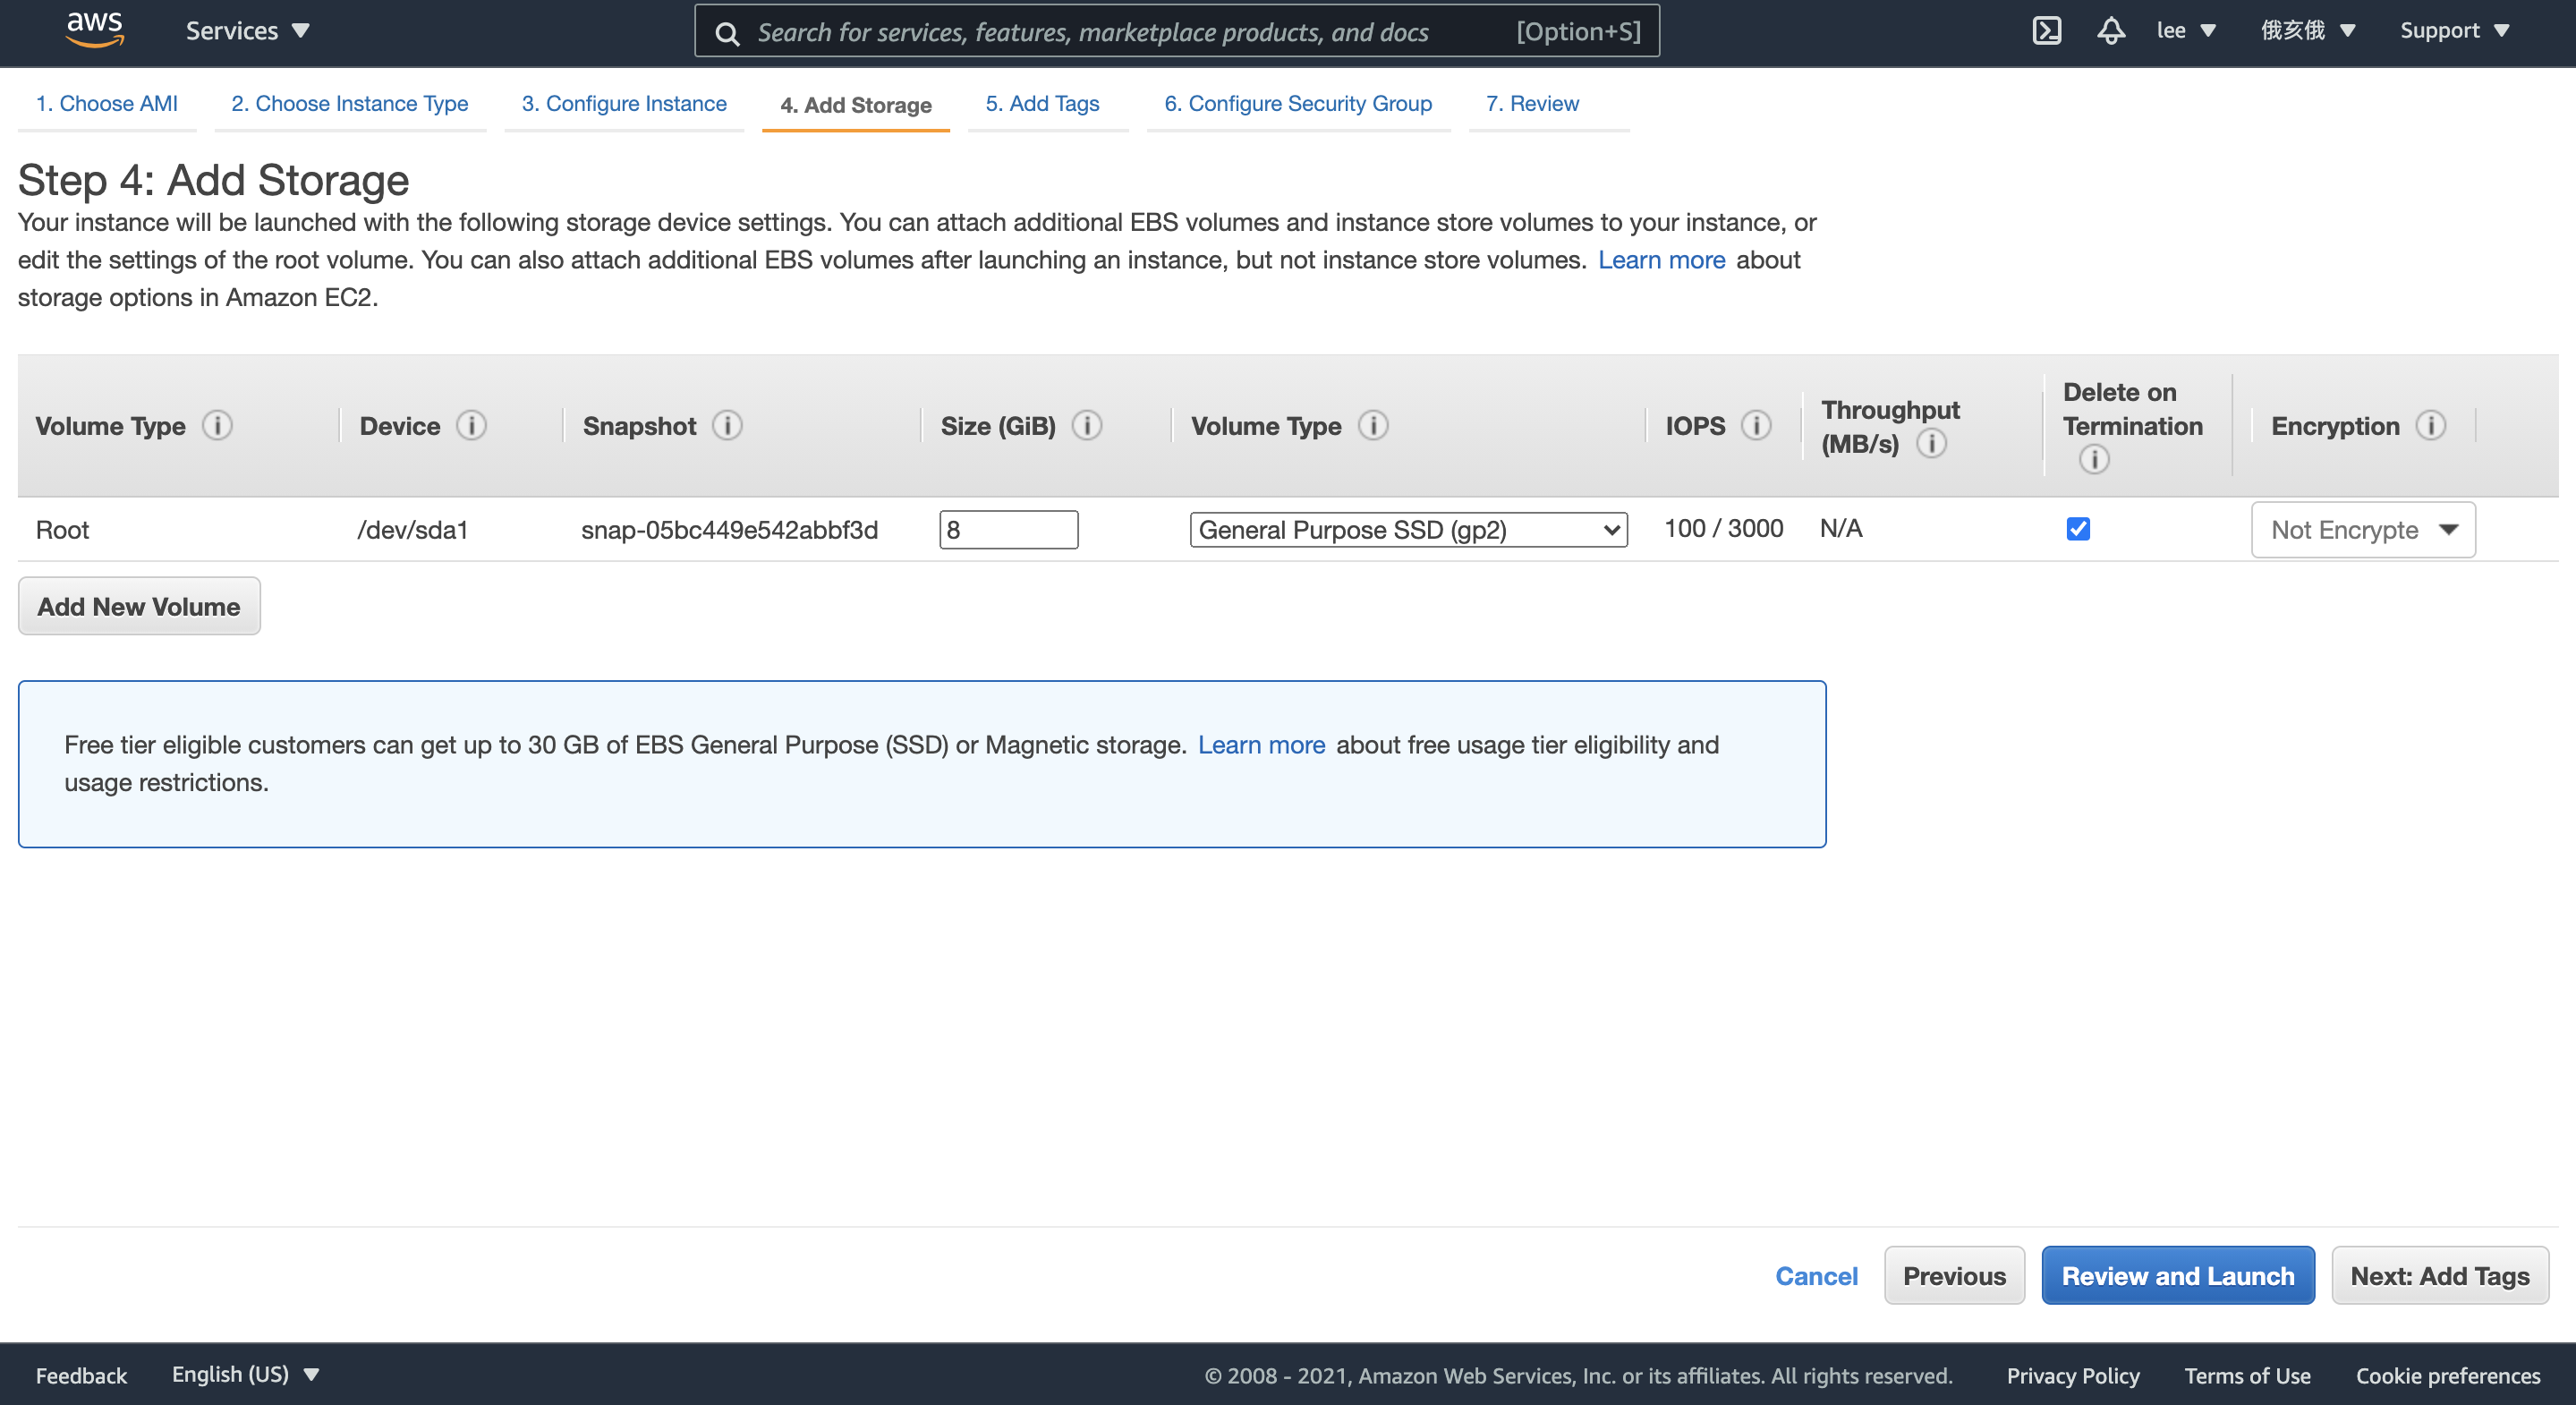 aws Services Search for services, features, marketplace products, and docs [Option+S] lee 俄亥俄 Support
1. Choose AMI 2. Choose Instance Type 3. Configure Instance 4. Add Storage 5. Add Tags 6. Configure Security Group 7. Review
Step 4: Add Storage
Your instance will be launched with the following storage device settings. You can attach additional EBS volumes and instance store volumes to your instance, or
edit the settings of the root volume. You can also attach additional EBS volumes after launching an instance, but not instance store volumes. Learn more about
storage options in Amazon EC2.
Volume Type Device Snapshot Size (GiB) Volume Type IOPS Throughput (MB/s) Delete on Termination Encryption
Root /dev/sda1 snap-05bc449e542abbf3d 8 General Purpose SSD (gp2) 100 / 3000 N/A Not Encrypte
Add New Volume
Free tier eligible customers can get up to 30 GB of EBS General Purpose (SSD) or Magnetic storage. Learn more about free usage tier eligibility and
usage restrictions.
Cancel Previous Review and Launch Next: Add Tags
Feedback English (US) © 2008 - 2021, Amazon Web Services, Inc. or its affiliates. All rights reserved. Privacy Policy Terms of Use Cookie preferences